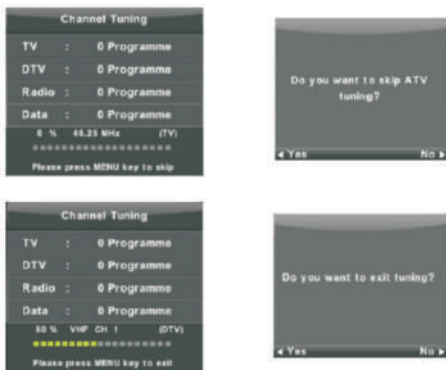 Channel Tuning
TV : 0 Programme
DTV : 0 Programme
Radio : 0 Programme
Data : 0 Programme
0 % 46.25 MHz (TV)
Please press MENU key to skip
Do you want to skip ATV
tuning?
Yes No
Channel Tuning
TV : 0 Programme
DTV : 0 Programme
Radio : 0 Programme
Data : 0 Programme
50 % VHF CH 1 (DTV)
Please press MENU key to exit
Do you want to exit tuning?
Yes No